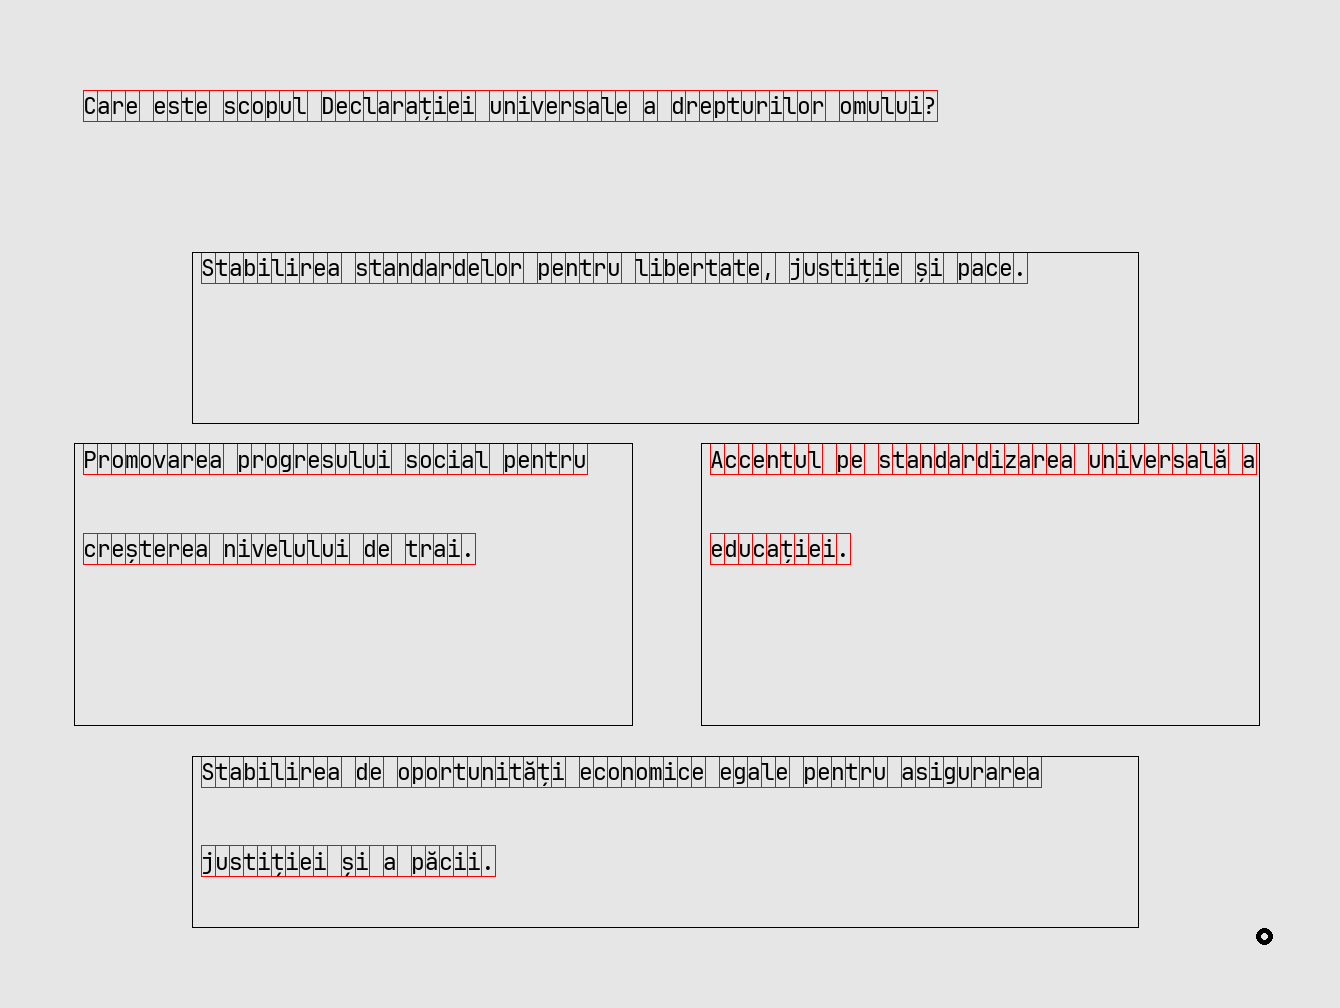 Care este scopul Declarației universale a drepturilor omului?
Stabilirea standardelor pentru libertate, justiție și pace.
Promovarea progresului social pentru
creșterea nivelului de trai.
Accentul pe standardizarea universală a
educației.
Stabilirea de oportunități economice egale pentru asigurarea
justiției și a păcii.